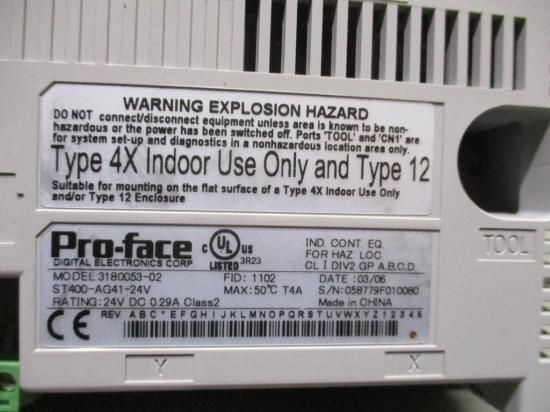 WARNING EXPLOSION HAZARD
DO NOT connect/disconnect equipment unless area is known to be non-
hazardous or the power has been switched off. Ports 'TOOL' and 'CN1' are
for system set-up and diagnostics in a nonhazardous location area only.
Type 4X Indoor Use Only and Type 12
Suitable for mounting on the flat surface of a Type 4X Indoor Use Only
and/or Type 12 Enclosure
Pro-face
DIGITAL ELECTRONICS CORP.
c UL us
LISTED 3R23
IND. CONT. EQ.
FOR HAZ. LOC.
CL I DIV2 GP A,B,C,D
MODEL 3180053-02 FID: 1102 DATE: 03/06
ST400-AG41-24V MAX: 50℃ T4A S/N: 058779F010080
RATING: 24V DC 0.29A Class2 Made in CHINA
CE REV A B C * E F G H I J K L M N O P Q R S T U V W X Y Z 1 2 3 4 5
TOOL
Y X